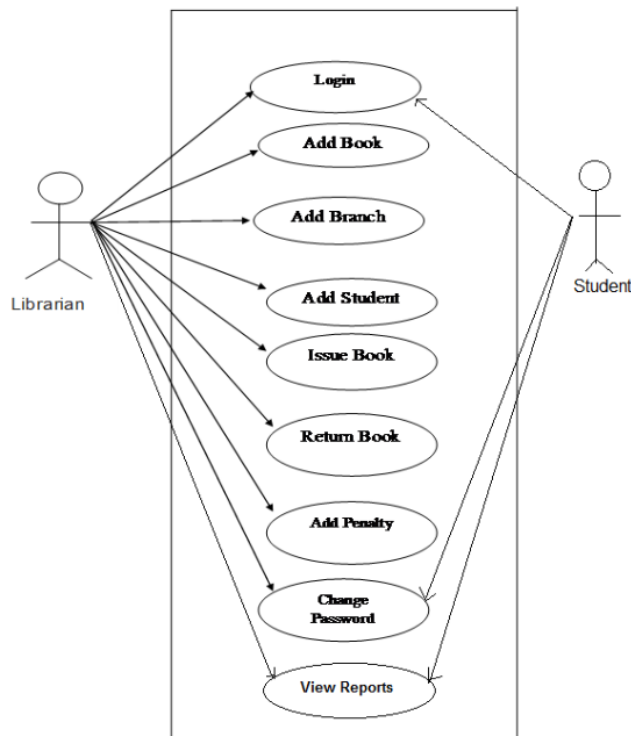 Login
Add Book
Add Branch
Add Student
Issue Book
Return Book
Add Penalty
Change
Password
View Reports
Librarian
Student